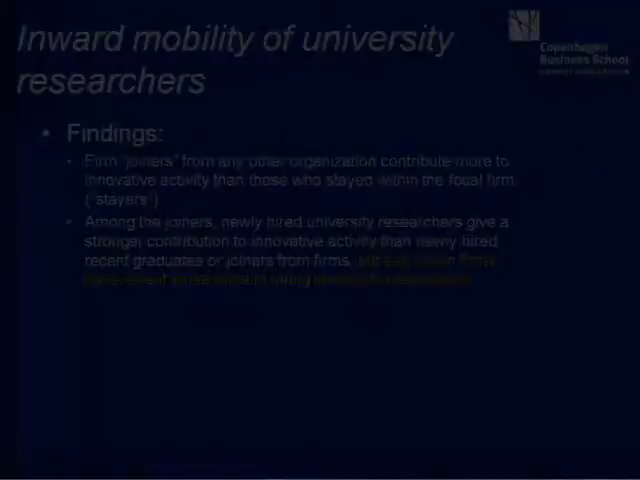 Inward mobility of university
researchers
Copenhagen
Business School
• Findings:
• Firm "joiners" from any other organization contribute more to
innovative activity than those who stayed within the focal firm
("stayers")
• Among the joiners, newly hired university researchers give a
stronger contribution to innovative activity than newly hired
recent graduates or joiners from firms,